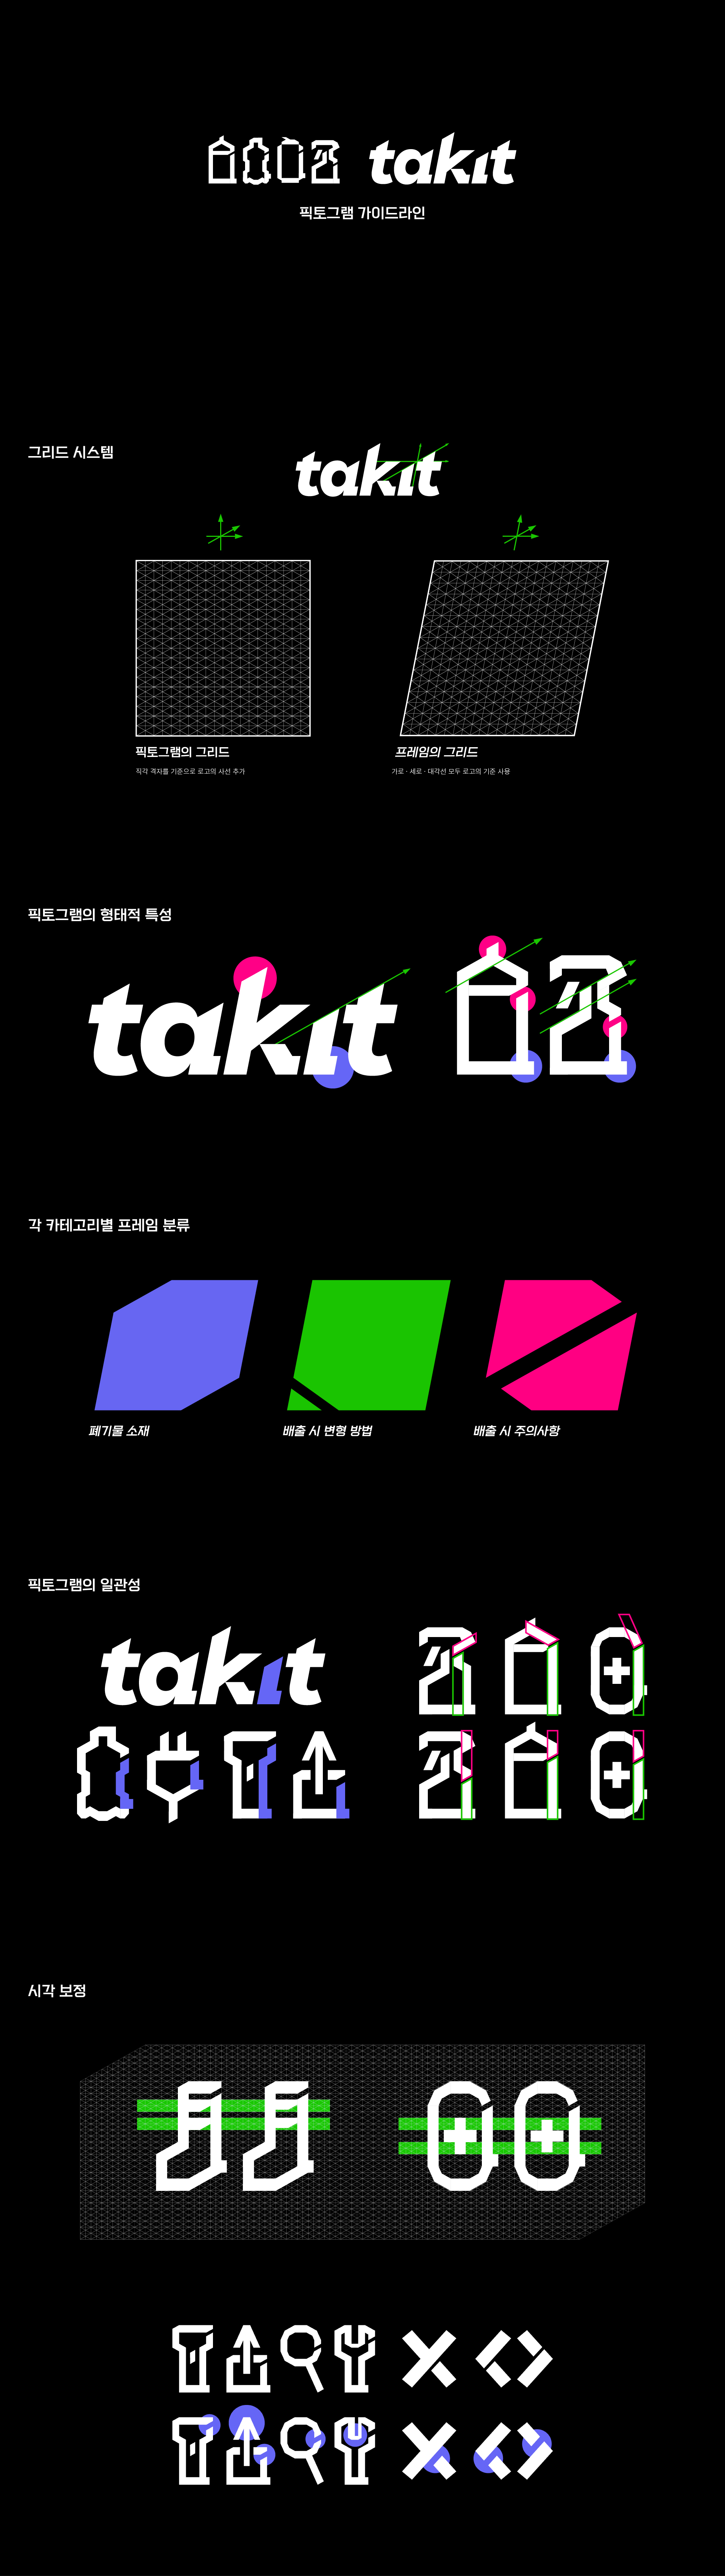 takit
픽토그램 가이드라인
그리드 시스템
takit
픽토그램의 그리드
직각 격자를 기준으로 로고의 사선 추가
프레임의 그리드
가로 · 세로 · 대각선 모두 로고의 기준 사용
픽토그램의 형태적 특성
takit
각 카테고리별 프레임 분류
폐기물 소재
배출 시 변형 방법
배출 시 주의사항
픽토그램의 일관성
takit
시각 보정